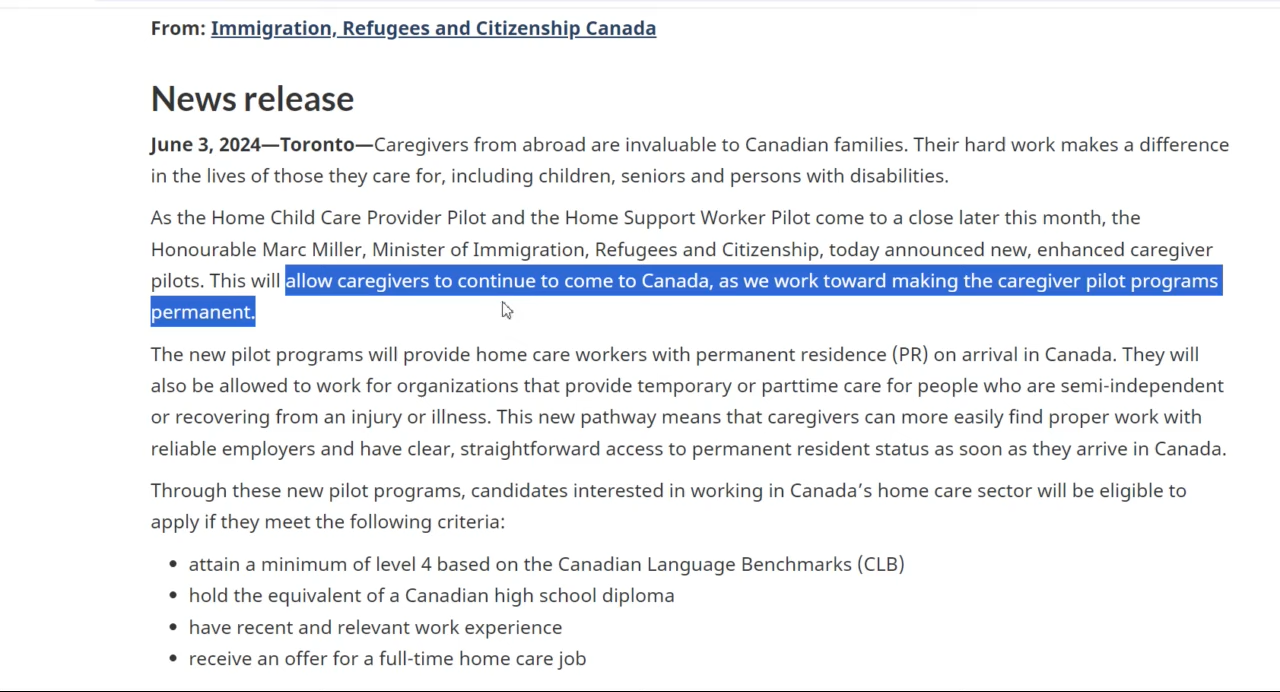 From: Immigration, Refugees and Citizenship Canada
News release
June 3, 2024—Toronto—Caregivers from abroad are invaluable to Canadian families. Their hard work makes a difference
in the lives of those they care for, including children, seniors and persons with disabilities.
As the Home Child Care Provider Pilot and the Home Support Worker Pilot come to a close later this month, the
Honourable Marc Miller, Minister of Immigration, Refugees and Citizenship, today announced new, enhanced caregiver
pilots. This will allow caregivers to continue to come to Canada, as we work toward making the caregiver pilot programs
permanent.
The new pilot programs will provide home care workers with permanent residence (PR) on arrival in Canada. They will
also be allowed to work for organizations that provide temporary or parttime care for people who are semi-independent
or recovering from an injury or illness. This new pathway means that caregivers can more easily find proper work with
reliable employers and have clear, straightforward access to permanent resident status as soon as they arrive in Canada.
Through these new pilot programs, candidates interested in working in Canada’s home care sector will be eligible to
apply if they meet the following criteria:
• attain a minimum of level 4 based on the Canadian Language Benchmarks (CLB)
• hold the equivalent of a Canadian high school diploma
• have recent and relevant work experience
• receive an offer for a full-time home care job